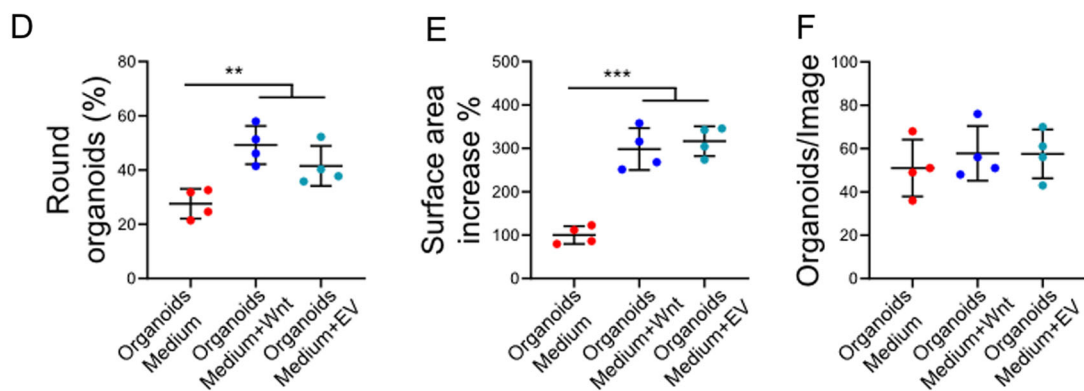 D
80
60
40
20
0
Round
organoids (%)
**
Organoids
Medium
Organoids
Medium+Wnt
Organoids
Medium+EV
E
500
400
300
200
100
0
Surface area
increase %
***
Organoids
Medium
Organoids
Medium+Wnt
Organoids
Medium+EV
F
100
80
60
40
20
0
Organoids/Image
Organoids
Medium
Organoids
Medium+Wnt
Organoids
Medium+EV